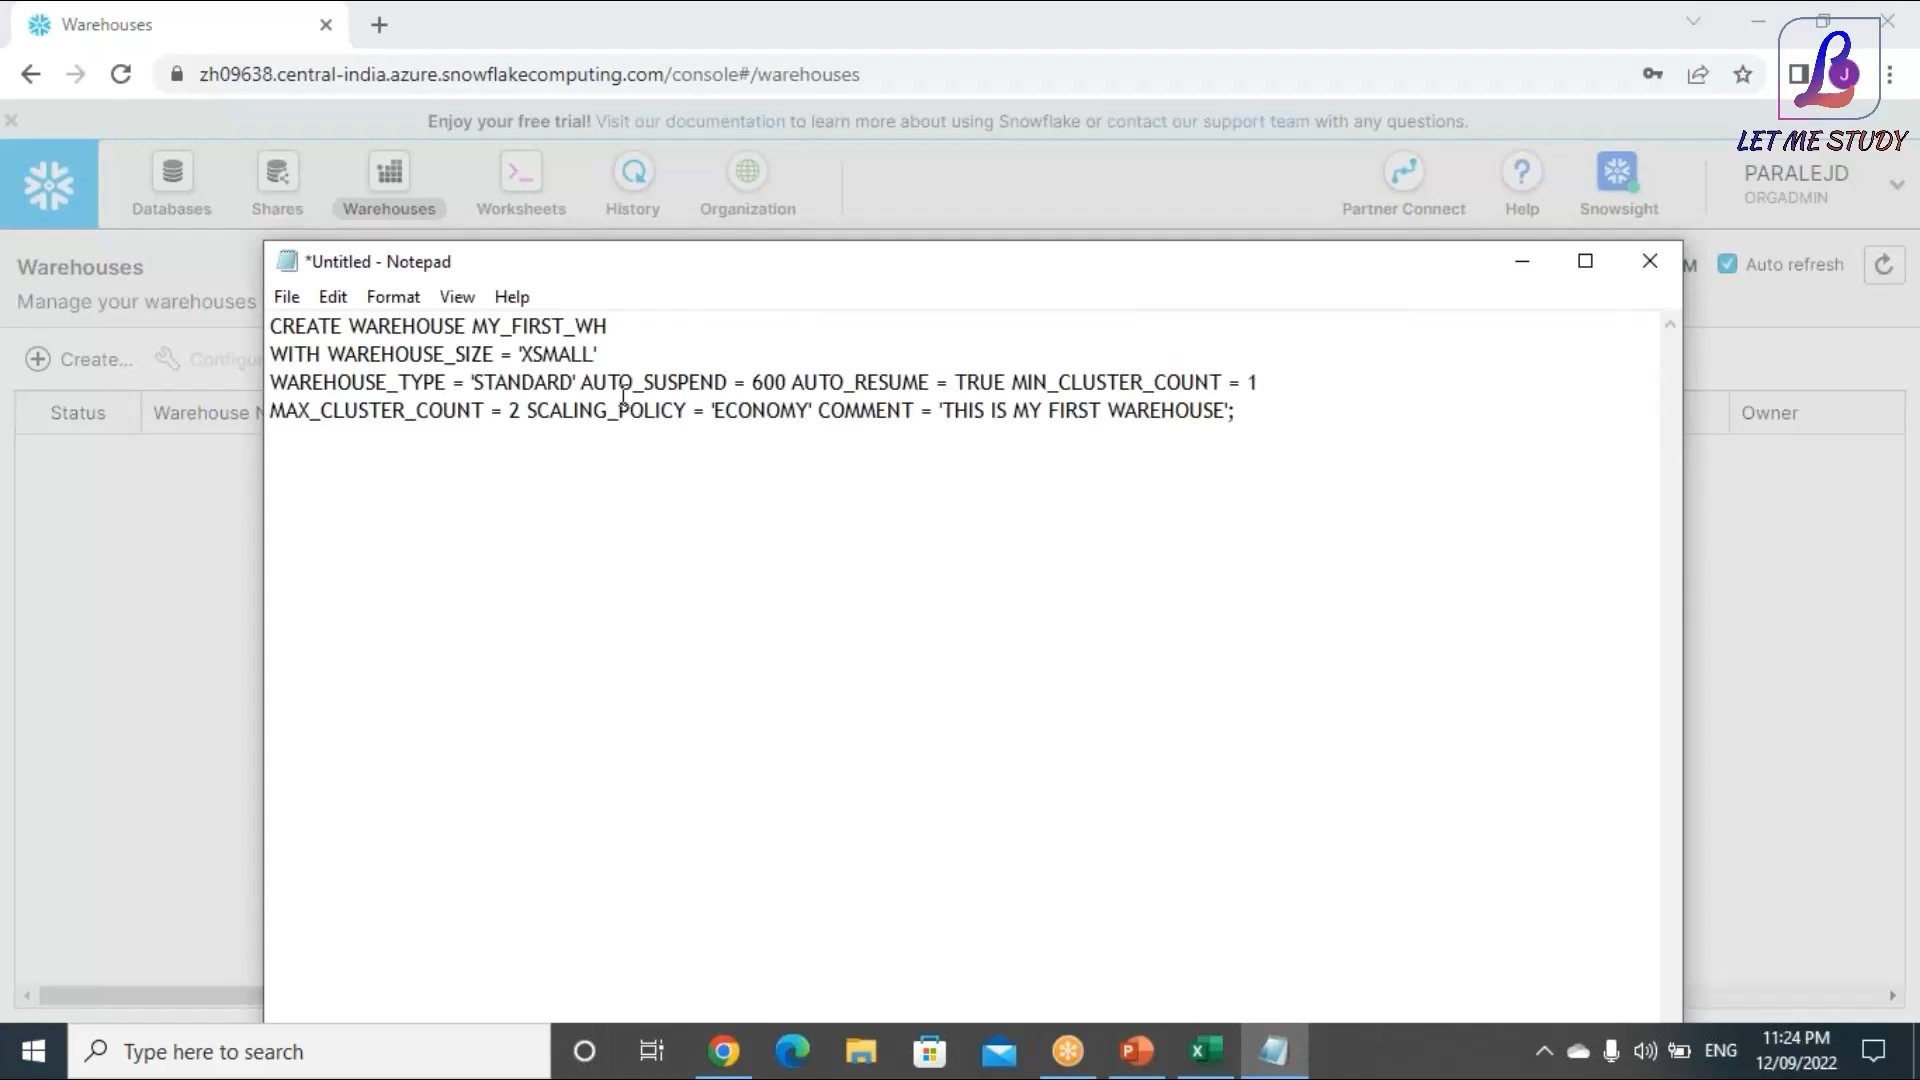 Warehouses
zh09638.central-india.azure.snowflakecomputing.com/console#/warehouses
J
LET ME STUDY
Enjoy your free trial! Visit our documentation to learn more about using Snowflake or contact our support team with any questions.
Databases Shares Warehouses Worksheets History Organization Partner Connect Help Snowsight
PARALEJD
ORGADMIN
Warehouses
Manage your warehouses
M Auto refresh
Create...
Status Owner
*Untitled - Notepad
File Edit Format View Help
CREATE WAREHOUSE MY_FIRST_WH
WITH WAREHOUSE_SIZE = 'XSMALL'
WAREHOUSE_TYPE = 'STANDARD' AUTO_SUSPEND = 600 AUTO_RESUME = TRUE MIN_CLUSTER_COUNT = 1
MAX_CLUSTER_COUNT = 2 SCALING_POLICY = 'ECONOMY' COMMENT = 'THIS IS MY FIRST WAREHOUSE';
Type here to search
ENG
11:24 PM
12/09/2022